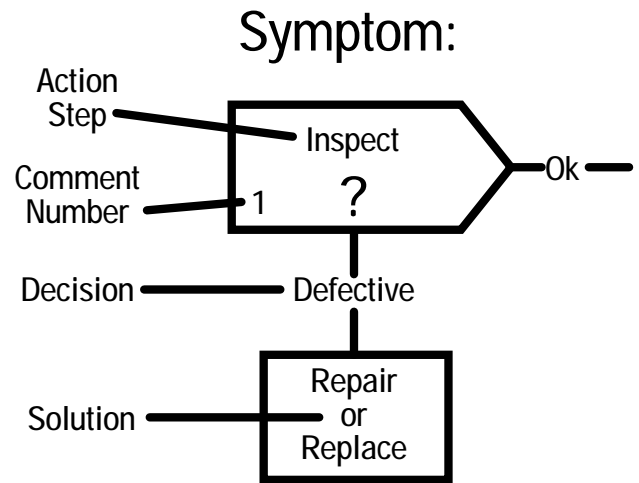 Symptom:
Action
Step
Inspect
Ok
Comment
Number
1
?
Decision
Defective
Solution
Repair
or
Replace